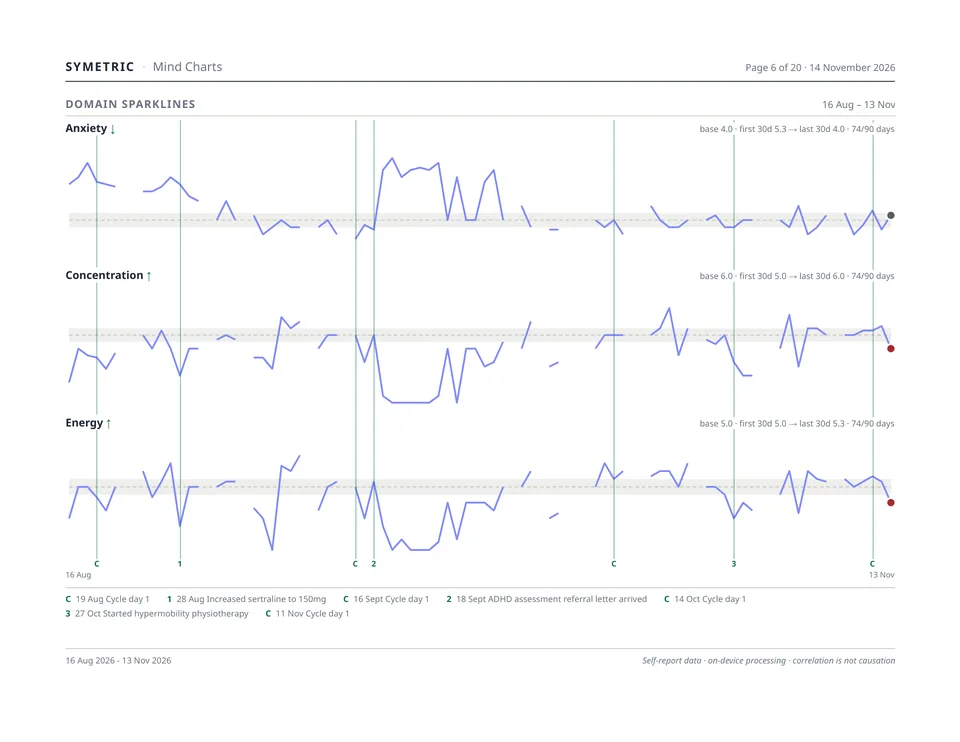 SYMETRIC · Mind Charts
Page 6 of 20 · 14 November 2026
DOMAIN SPARKLINES
16 Aug – 13 Nov
Anxiety ↓
base 4.0 · first 30d 5.3 → last 30d 4.0 · 74/90 days
Concentration ↑
base 6.0 · first 30d 5.0 → last 30d 6.0 · 74/90 days
Energy ↑
base 5.0 · first 30d 5.0 → last 30d 5.3 · 74/90 days
C 1 C 2 C 3 C
16 Aug
13 Nov
C 19 Aug Cycle day 1 1 28 Aug Increased sertraline to 150mg C 16 Sept Cycle day 1 2 18 Sept ADHD assessment referral letter arrived C 14 Oct Cycle day 1
3 27 Oct Started hypermobility physiotherapy C 11 Nov Cycle day 1
16 Aug 2026 - 13 Nov 2026
Self-report data · on-device processing · correlation is not causation